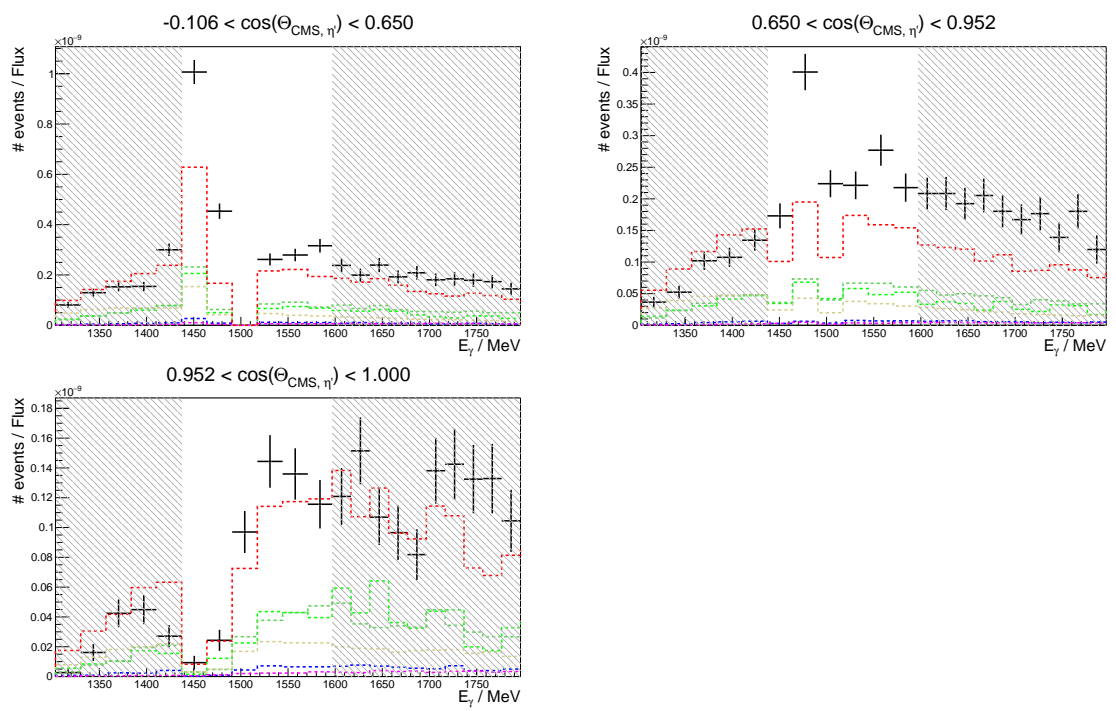 -0.106 < cos(Θ_CMS, η') < 0.650
×10⁻⁹
# events / Flux
1
0.8
0.6
0.4
0.2
0
1350 1400 1450 1500 1550 1600 1650 1700 1750
E_γ / MeV
0.650 < cos(Θ_CMS, η') < 0.952
×10⁻⁹
# events / Flux
0.4
0.35
0.3
0.25
0.2
0.15
0.1
0.05
0
1350 1400 1450 1500 1550 1600 1650 1700 1750
E_γ / MeV
0.952 < cos(Θ_CMS, η') < 1.000
×10⁻⁹
# events / Flux
0.18
0.16
0.14
0.12
0.1
0.08
0.06
0.04
0.02
0
1350 1400 1450 1500 1550 1600 1650 1700 1750
E_γ / MeV